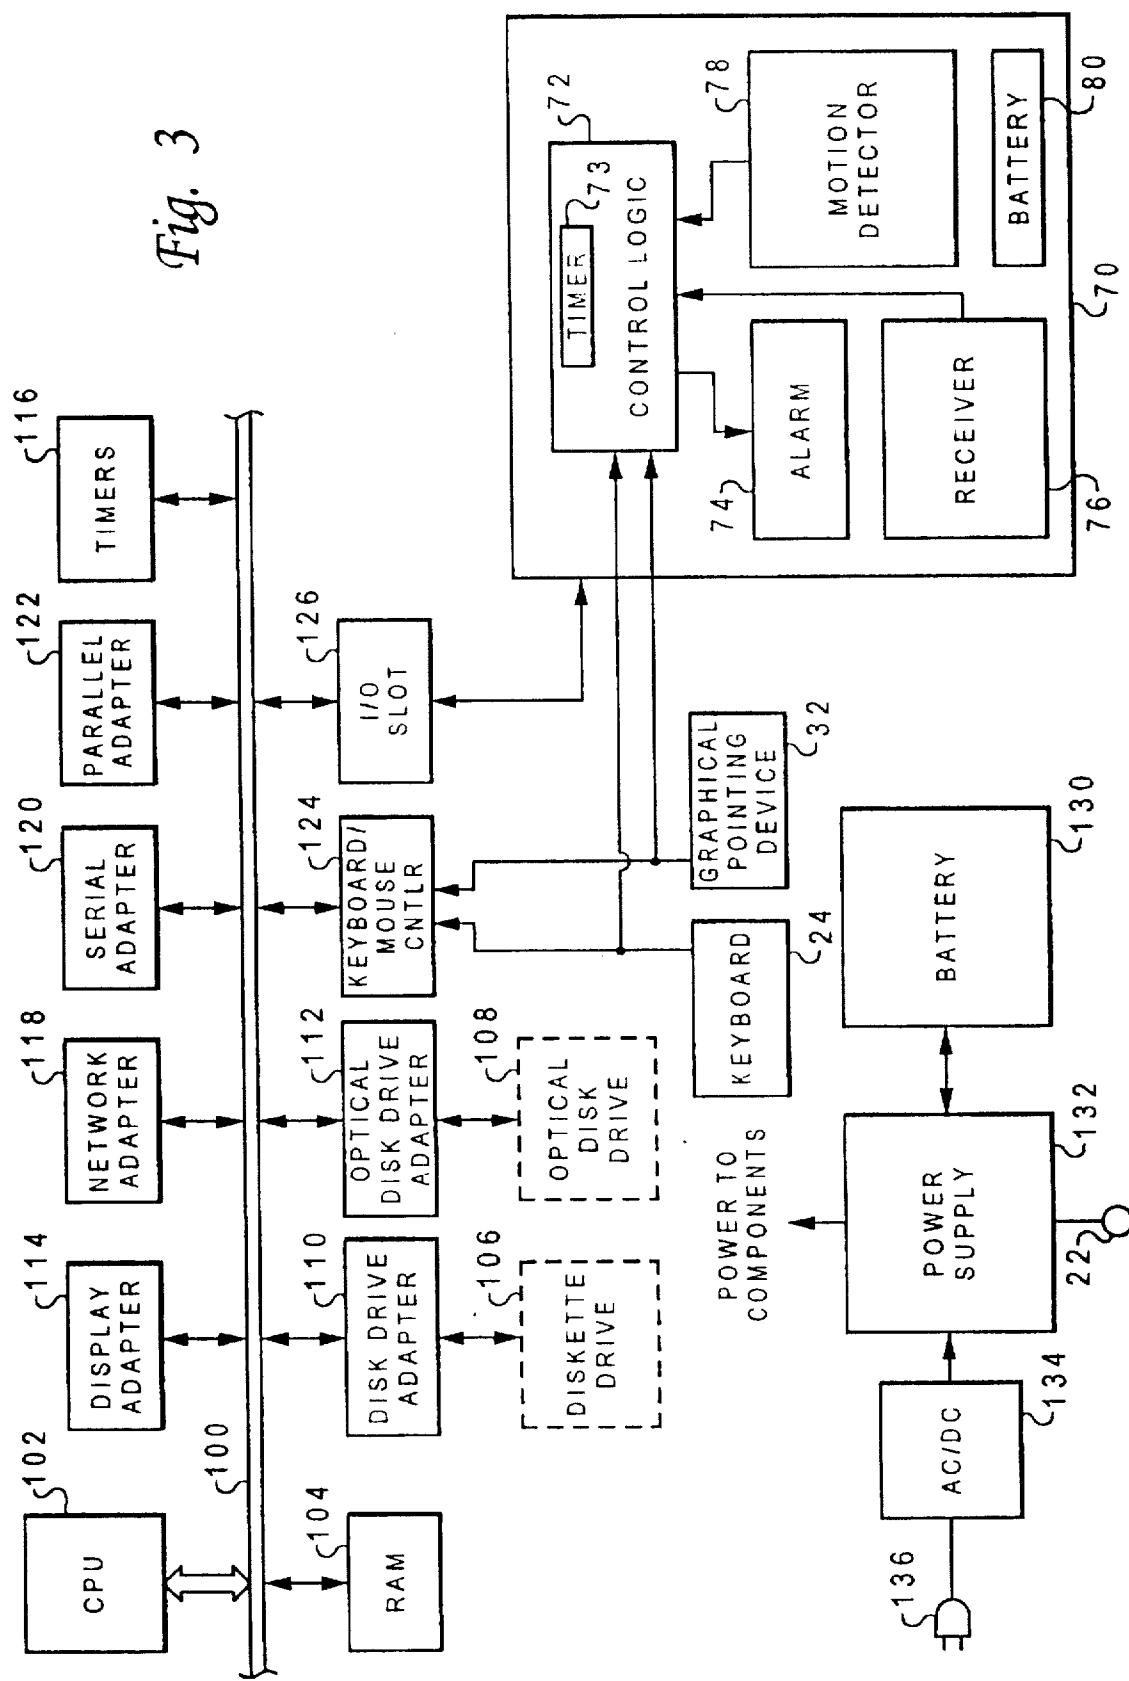 Fig. 3
102
CPU
100
114
DISPLAY
ADAPTER
118
NETWORK
ADAPTER
120
SERIAL
ADAPTER
122
PARALLEL
ADAPTER
116
TIMERS
104
RAM
110
DISK DRIVE
ADAPTER
112
OPTICAL
DISK DRIVE
ADAPTER
124
KEYBOARD/
MOUSE
CNTLR
126
I/O
SLOT
106
DISKETTE
DRIVE
108
OPTICAL
DISK
DRIVE
KEYBOARD
24
GRAPHICAL
POINTING
DEVICE
32
72
TIMER
73
CONTROL LOGIC
74
ALARM
78
MOTION
DETECTOR
RECEIVER
76
BATTERY
80
70
136
AC/DC
134
POWER TO
COMPONENTS
POWER
SUPPLY
132
22
BATTERY
130